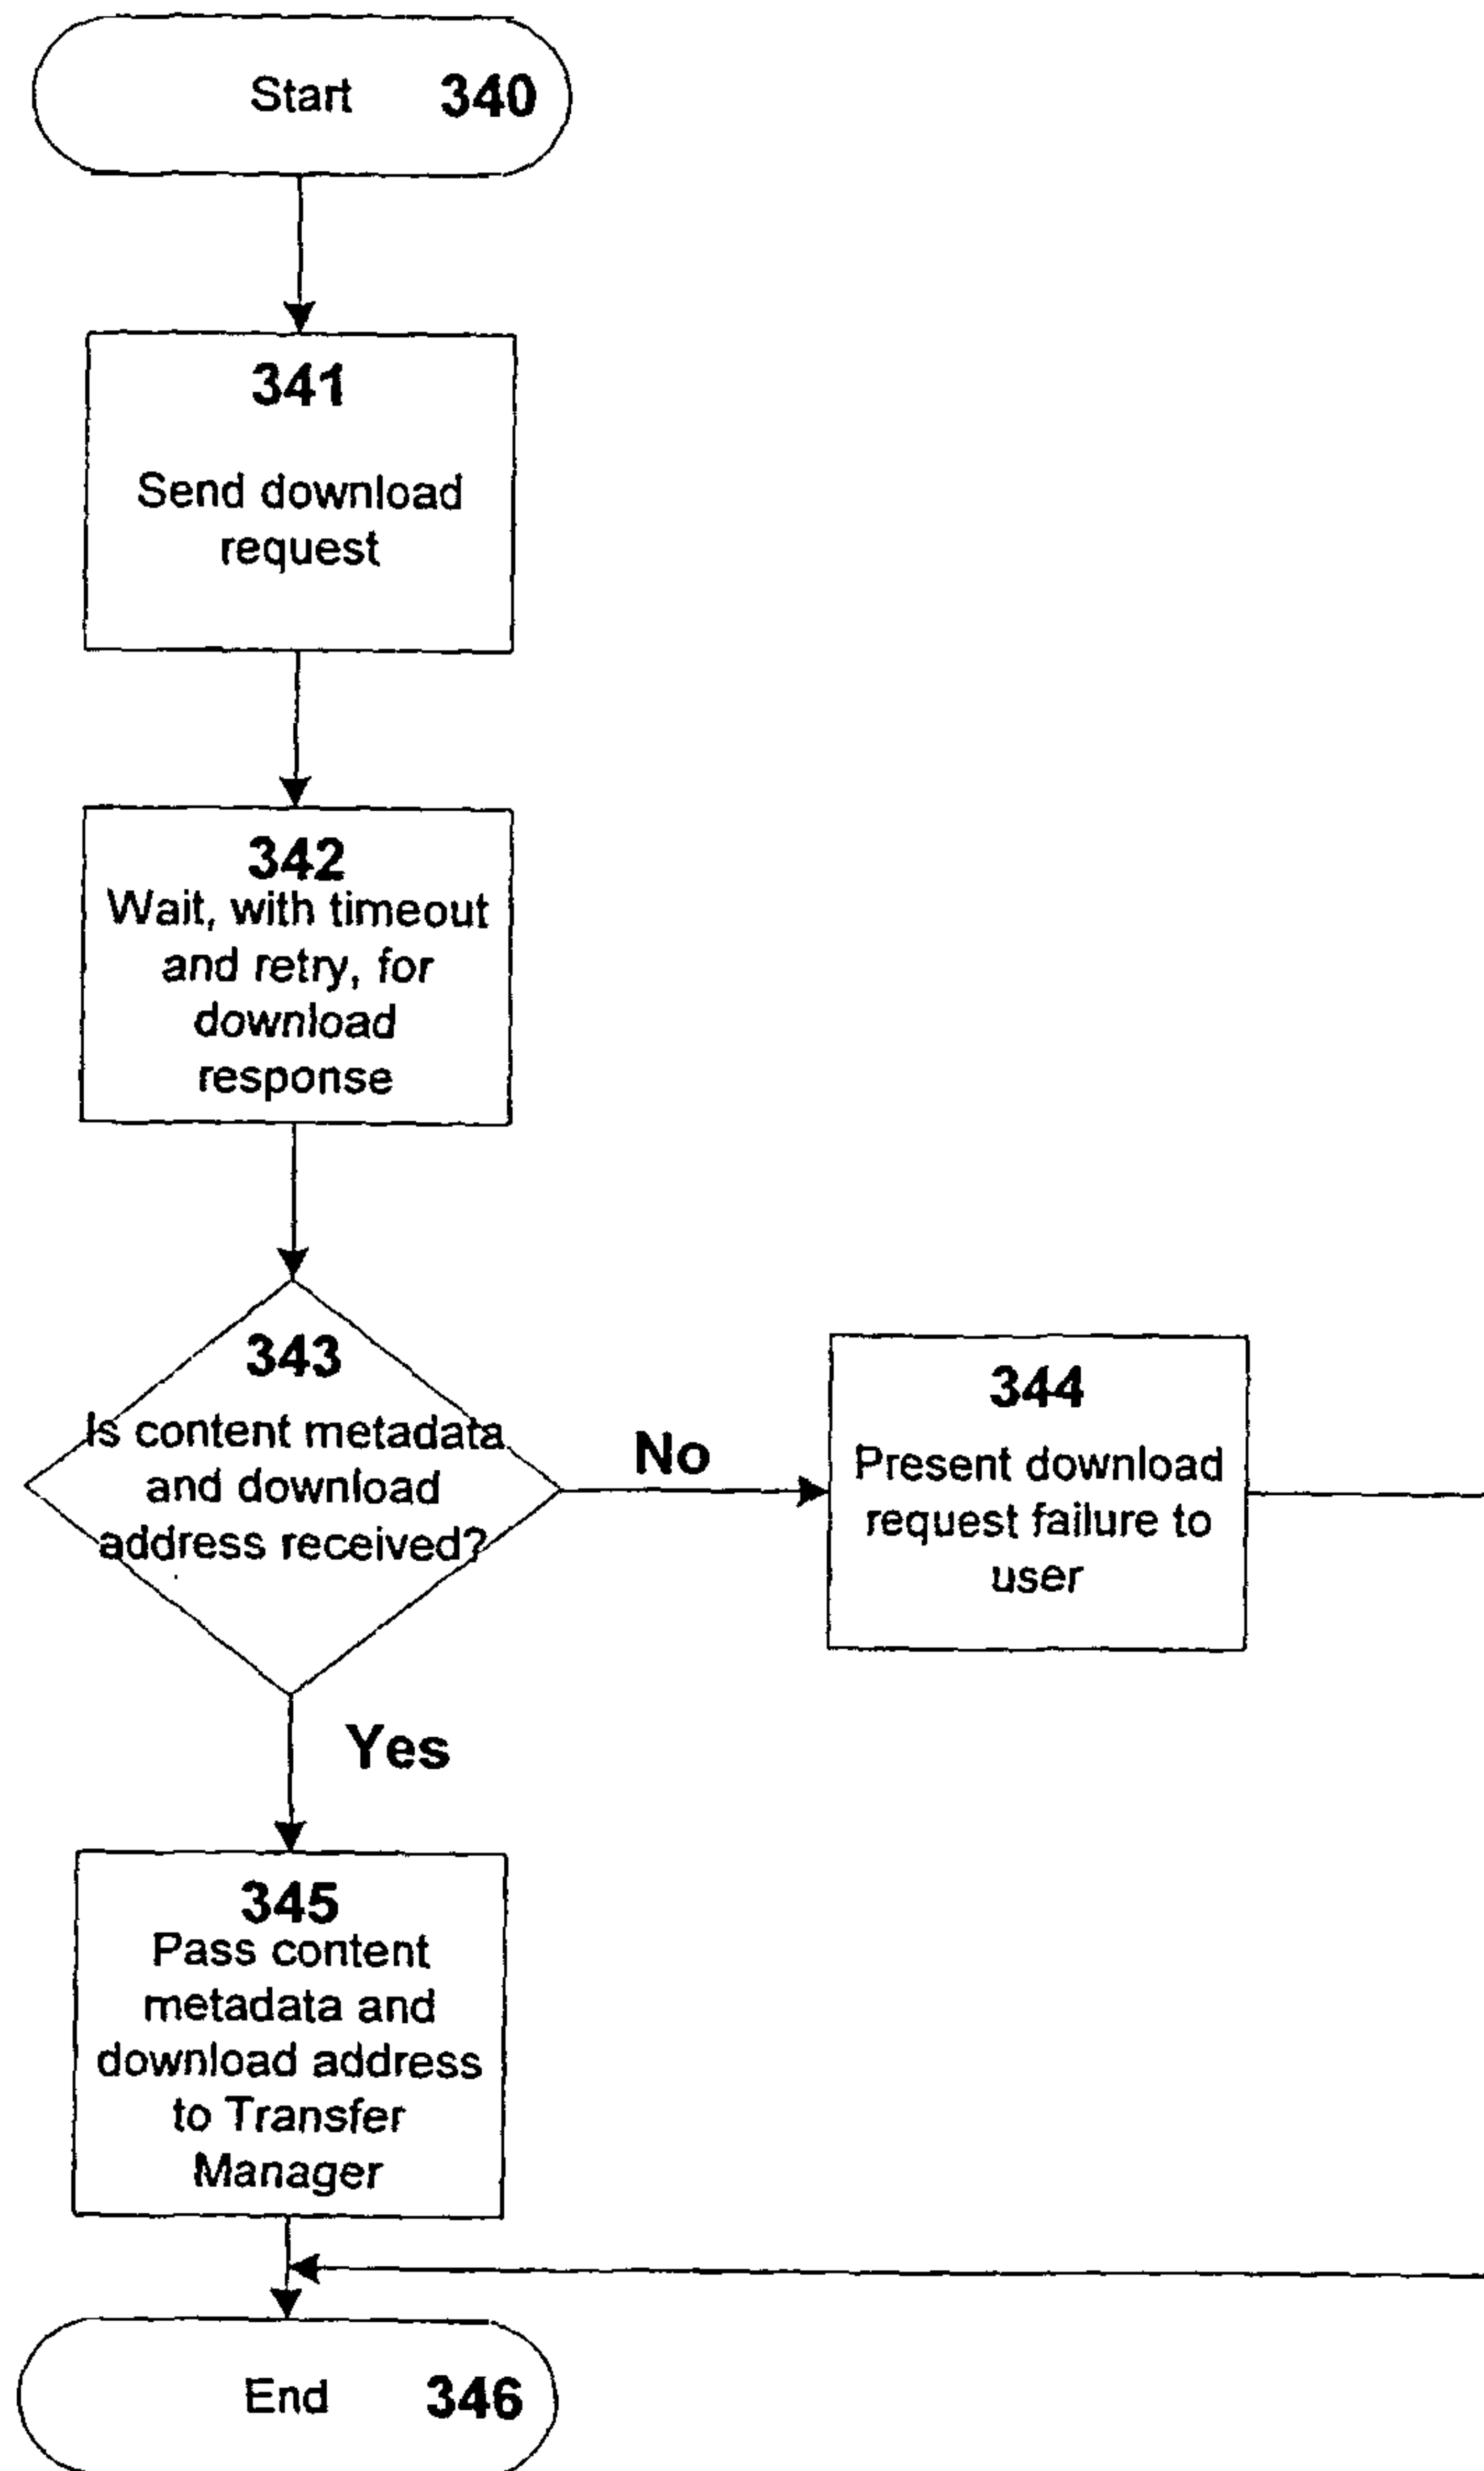 Start 340
341
Send download
request
342
Wait, with timeout
and retry, for
download
response
343
Is content metadata
and download
address received?
No
344
Present download
request failure to
user
Yes
345
Pass content
metadata and
download address
to Transfer
Manager
End 346